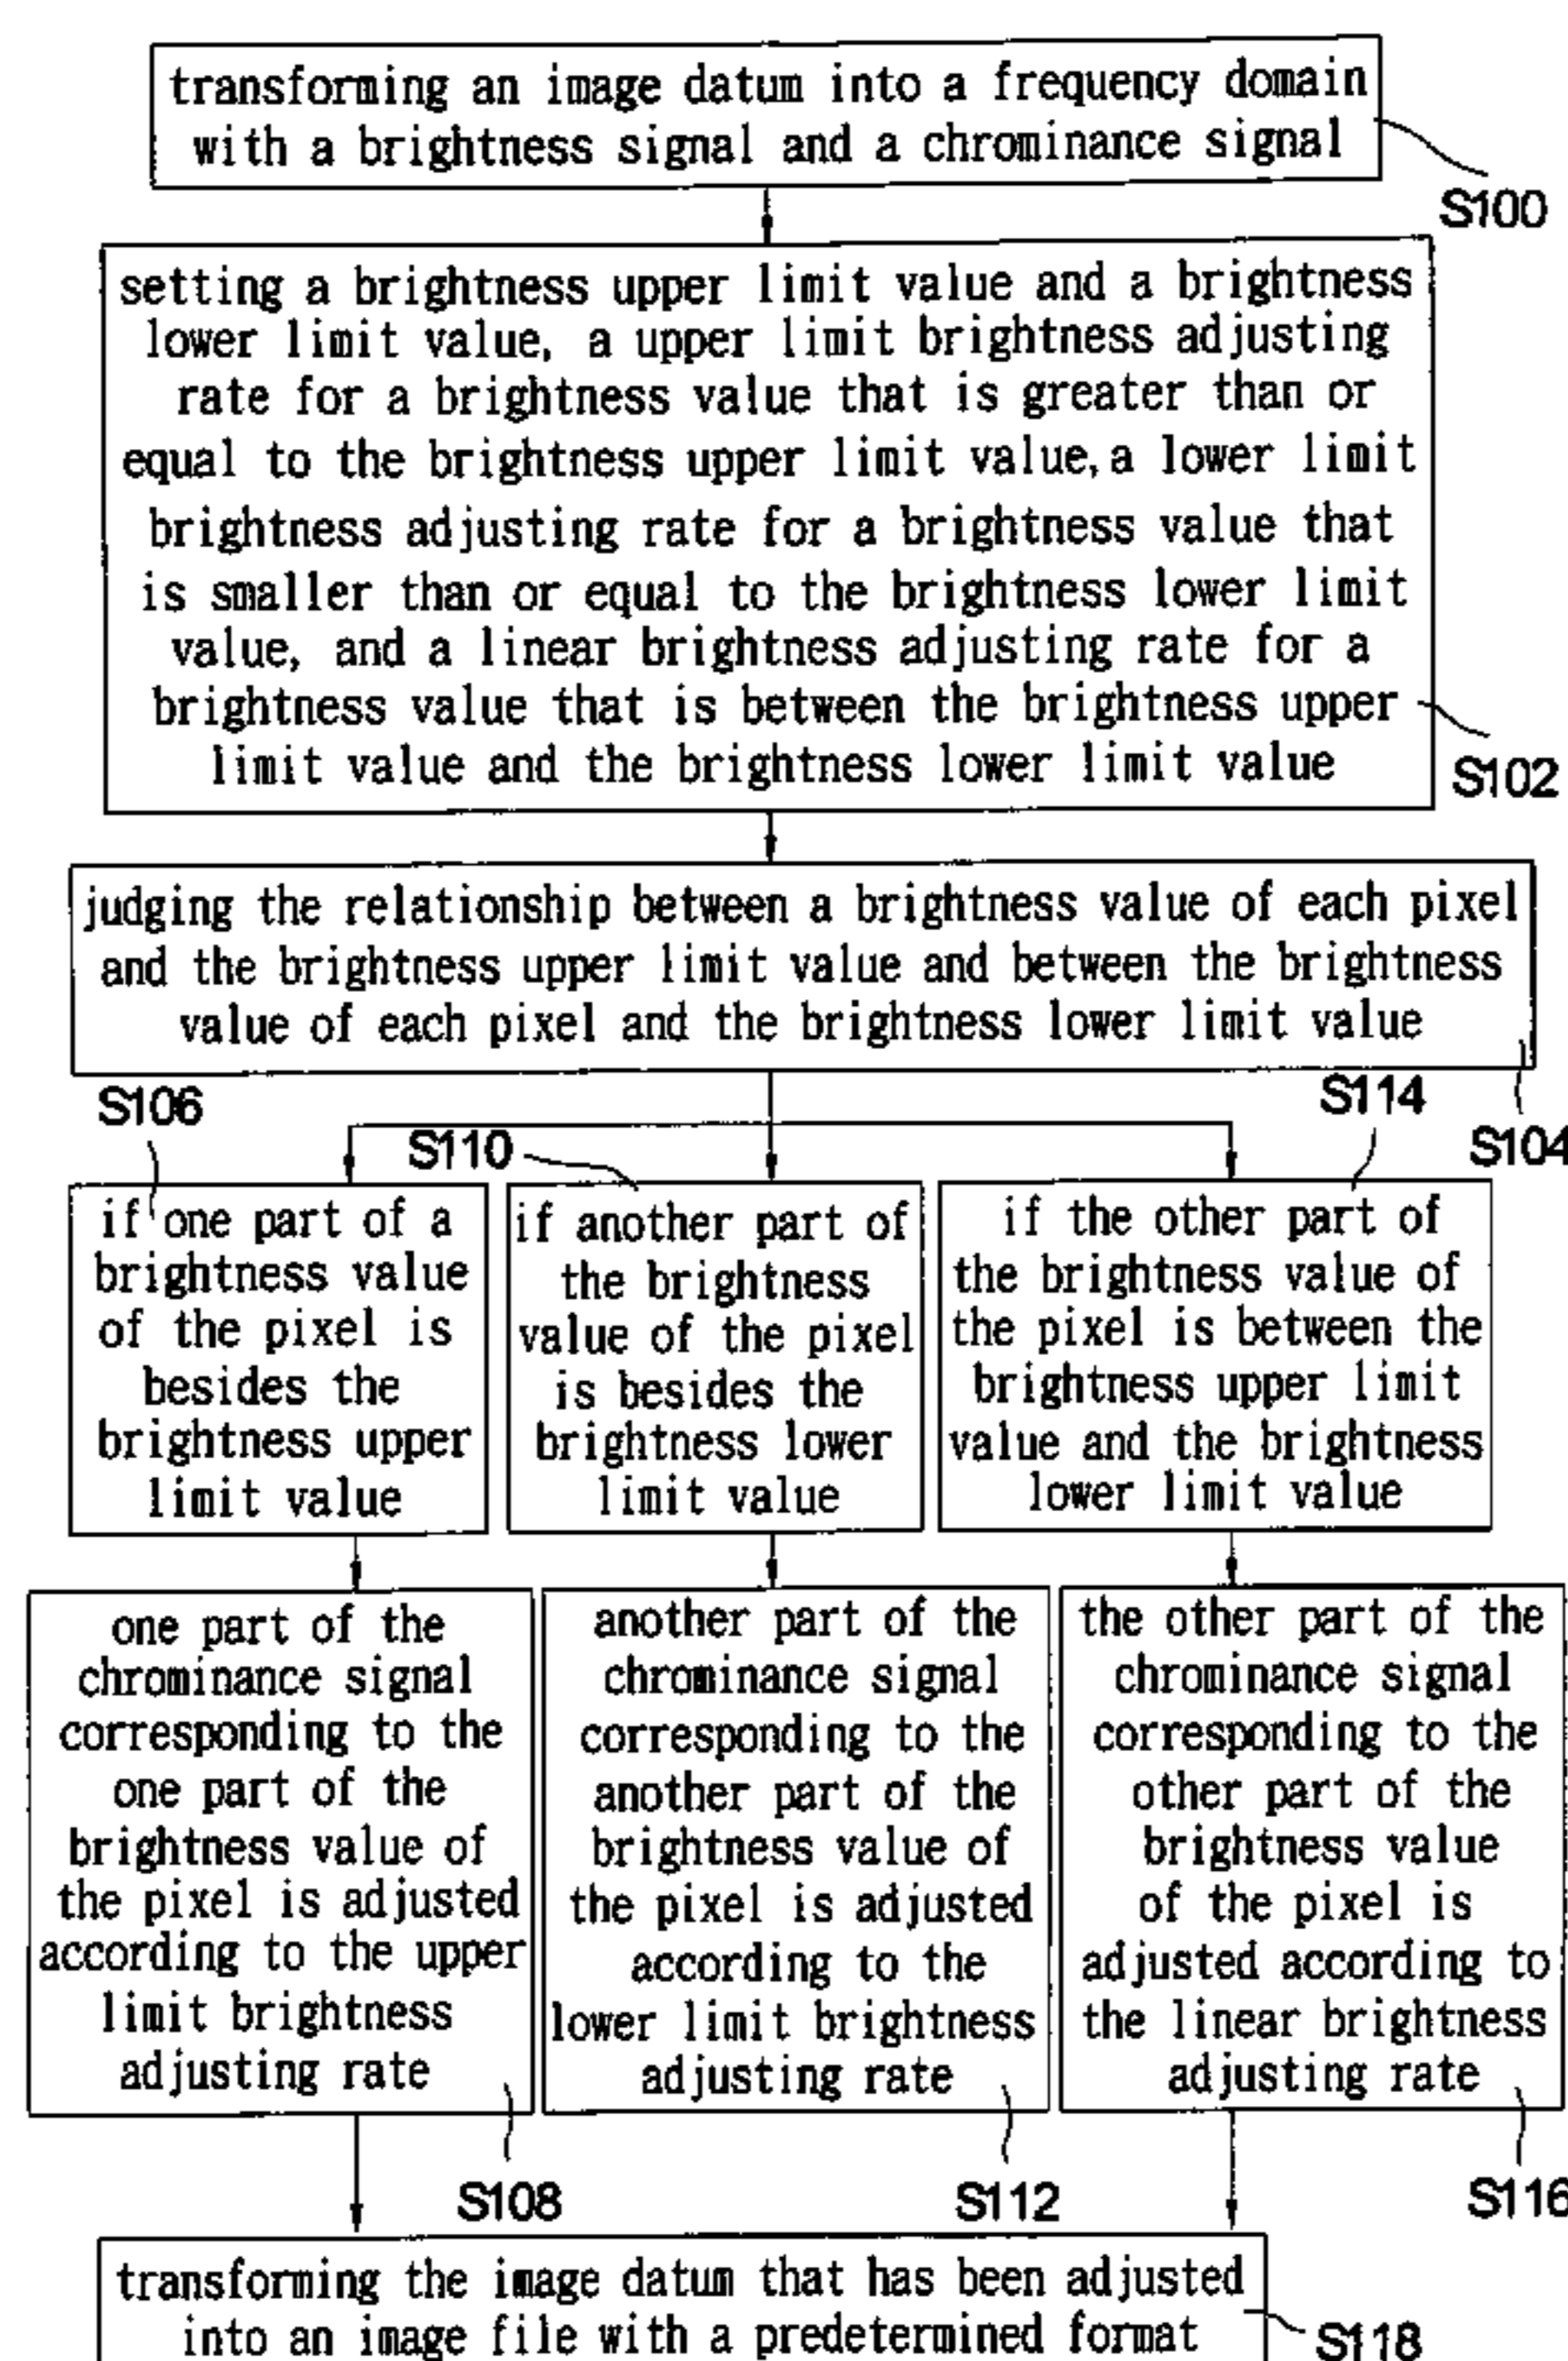 transforming an image datum into a frequency domain
with a brightness signal and a chrominance signal
S100
setting a brightness upper limit value and a brightness
lower limit value, a upper limit brightness adjusting
rate for a brightness value that is greater than or
equal to the brightness upper limit value, a lower limit
brightness adjusting rate for a brightness value that
is smaller than or equal to the brightness lower limit
value, and a linear brightness adjusting rate for a
brightness value that is between the brightness upper
limit value and the brightness lower limit value
S102
judging the relationship between a brightness value of each pixel
and the brightness upper limit value and between the brightness
value of each pixel and the brightness lower limit value
S104
S106
if one part of a
brightness value
of the pixel is
besides the
brightness upper
limit value
S110
if another part of
the brightness
value of the pixel
is besides the
brightness lower
limit value
S114
if the other part of
the brightness value of
the pixel is between the
brightness upper limit
value and the brightness
lower limit value
one part of the
chrominance signal
corresponding to the
one part of the
brightness value of
the pixel is adjusted
according to the upper
limit brightness
adjusting rate
S108
another part of the
chrominance signal
corresponding to the
another part of the
brightness value of
the pixel is adjusted
according to the
lower limit brightness
adjusting rate
S112
the other part of the
chrominance signal
corresponding to the
other part of the
brightness value
of the pixel is
adjusted according to
the linear brightness
adjusting rate
S116
transforming the image datum that has been adjusted
into an image file with a predetermined format
S118